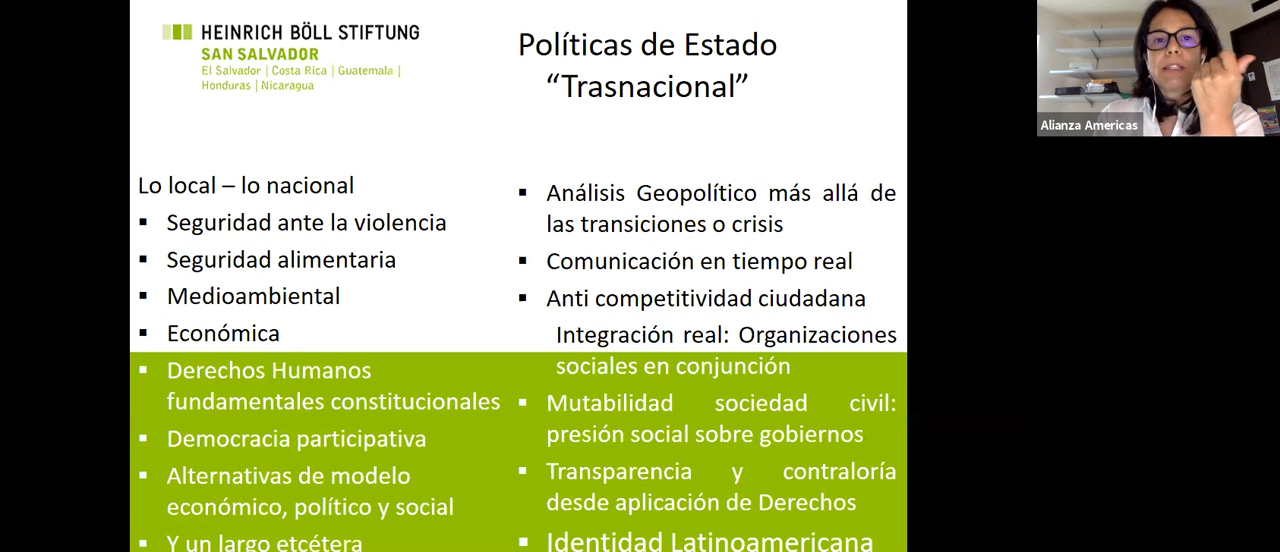 HEINRICH BÖLL STIFTUNG
SAN SALVADOR
El Salvador | Costa Rica | Guatemala |
Honduras | Nicaragua
Políticas de Estado
“Trasnacional”
Alianza Americas
Lo local – lo nacional
▪ Seguridad ante la violencia
▪ Seguridad alimentaria
▪ Medioambiental
▪ Económica
▪ Derechos Humanos
fundamentales constitucionales
▪ Democracia participativa
▪ Alternativas de modelo
económico, político y social
▪ Y un largo etcétera
▪ Análisis Geopolítico más allá de
las transiciones o crisis
▪ Comunicación en tiempo real
▪ Anti competitividad ciudadana
Integración real: Organizaciones
sociales en conjunción
▪ Mutabilidad sociedad civil:
presión social sobre gobiernos
▪ Transparencia y contraloría
desde aplicación de Derechos
▪ Identidad Latinoamericana